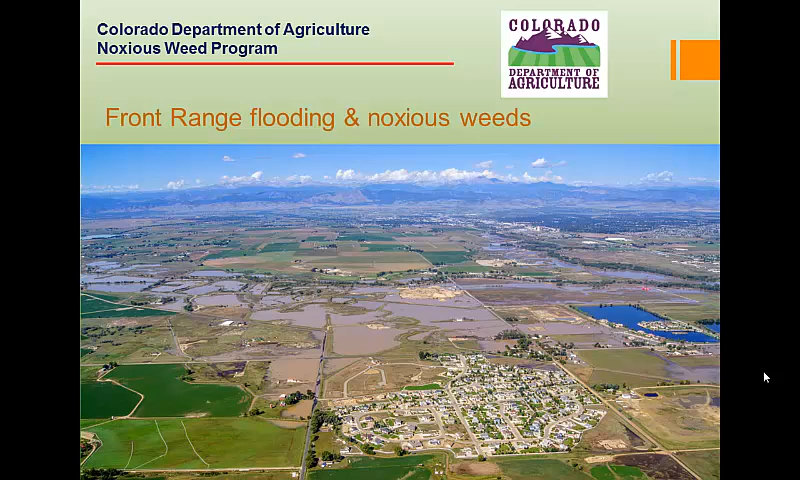 Colorado Department of Agriculture
Noxious Weed Program
COLORADO
DEPARTMENT OF
AGRICULTURE
Front Range flooding & noxious weeds